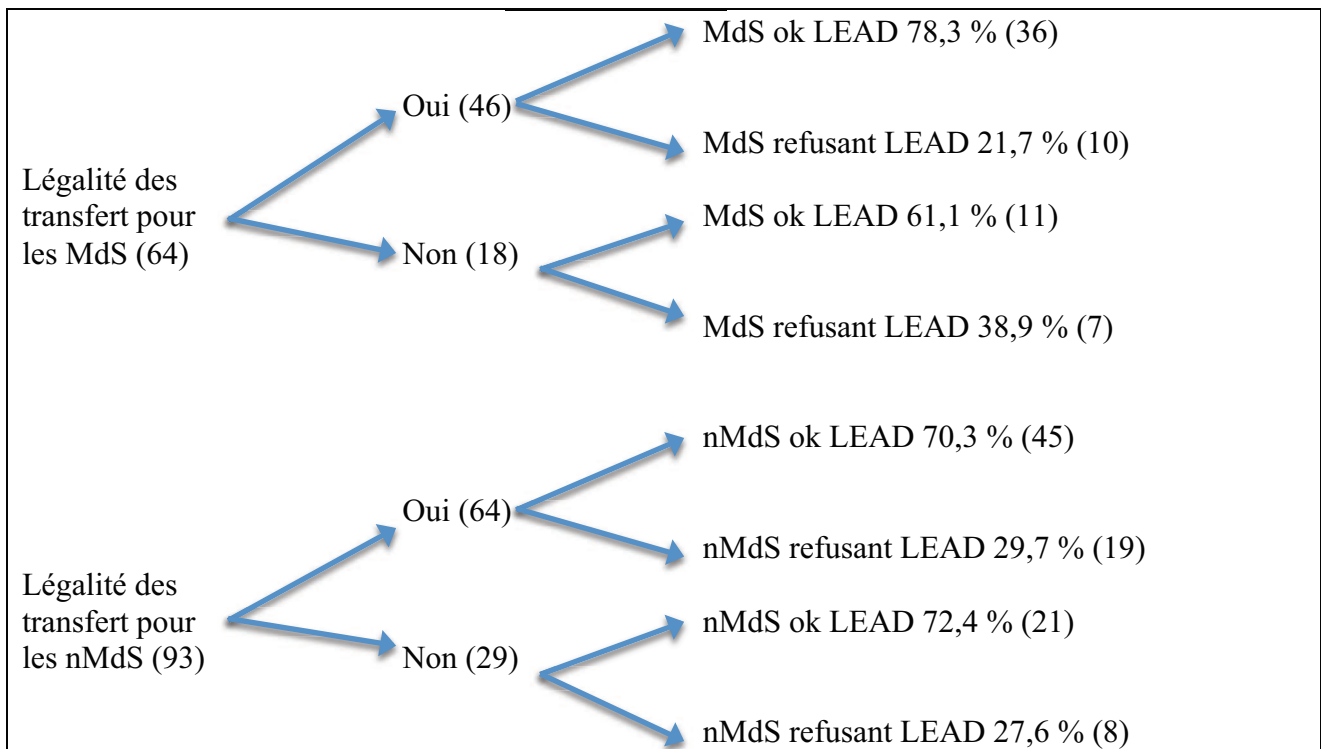 MdS ok LEAD 78,3 % (36)
Oui (46)
MdS refusant LEAD 21,7 % (10)
Légalité des
transfert pour
les MdS (64)
MdS ok LEAD 61,1 % (11)
Non (18)
MdS refusant LEAD 38,9 % (7)
nMdS ok LEAD 70,3 % (45)
Oui (64)
nMdS refusant LEAD 29,7 % (19)
Légalité des
transfert pour
les nMdS (93)
nMdS ok LEAD 72,4 % (21)
Non (29)
nMdS refusant LEAD 27,6 % (8)